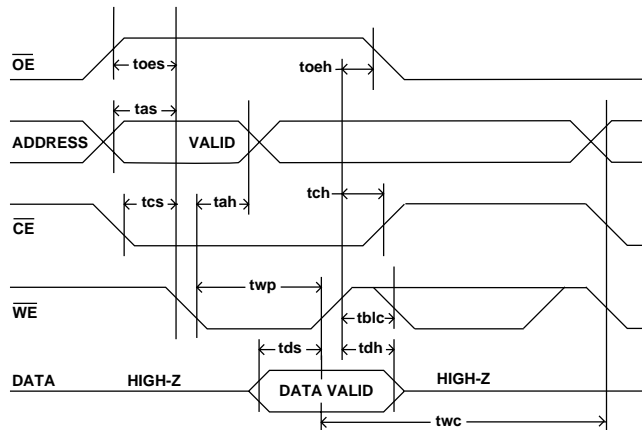 OE
toes
toeh
tas
ADDRESS
VALID
tcs
tah
tch
CE
twp
WE
tblc
tds
tdh
DATA
HIGH-Z
DATA VALID
HIGH-Z
twc